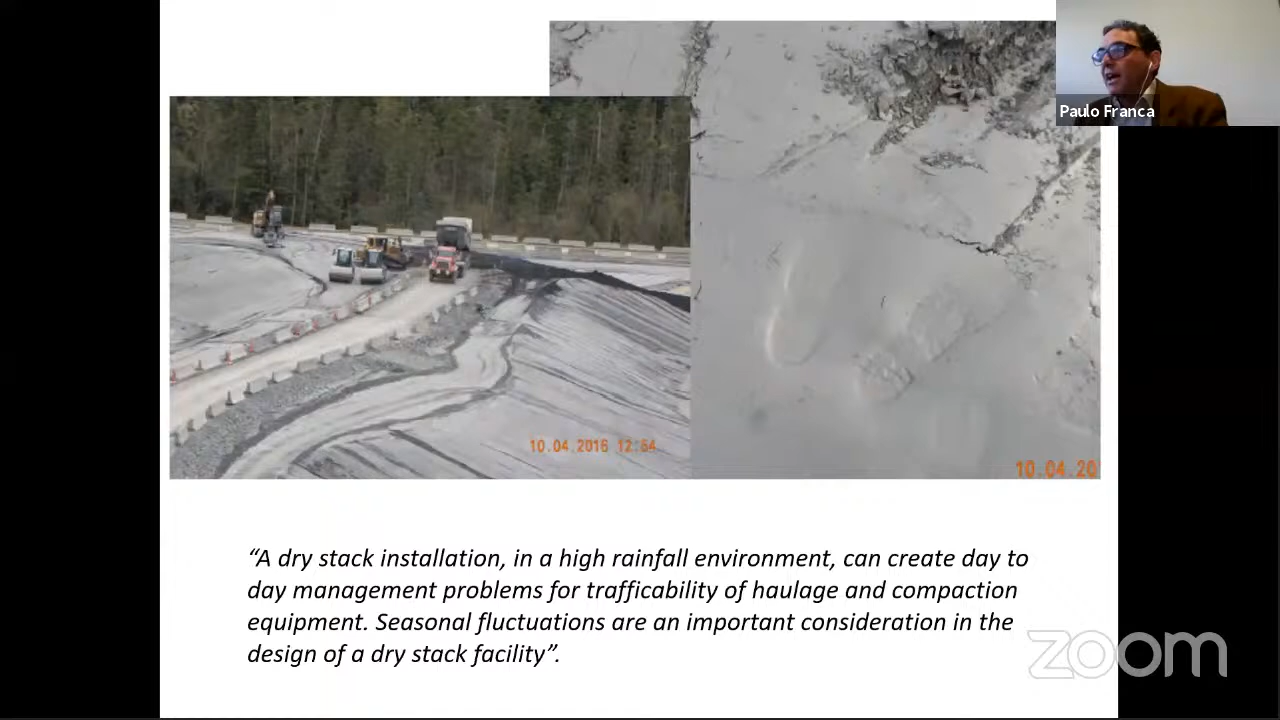 Paulo Franca
10.04.2016 12:54
10.04.20
“A dry stack installation, in a high rainfall environment, can create day to
day management problems for trafficability of haulage and compaction
equipment. Seasonal fluctuations are an important consideration in the
design of a dry stack facility”.
zoom